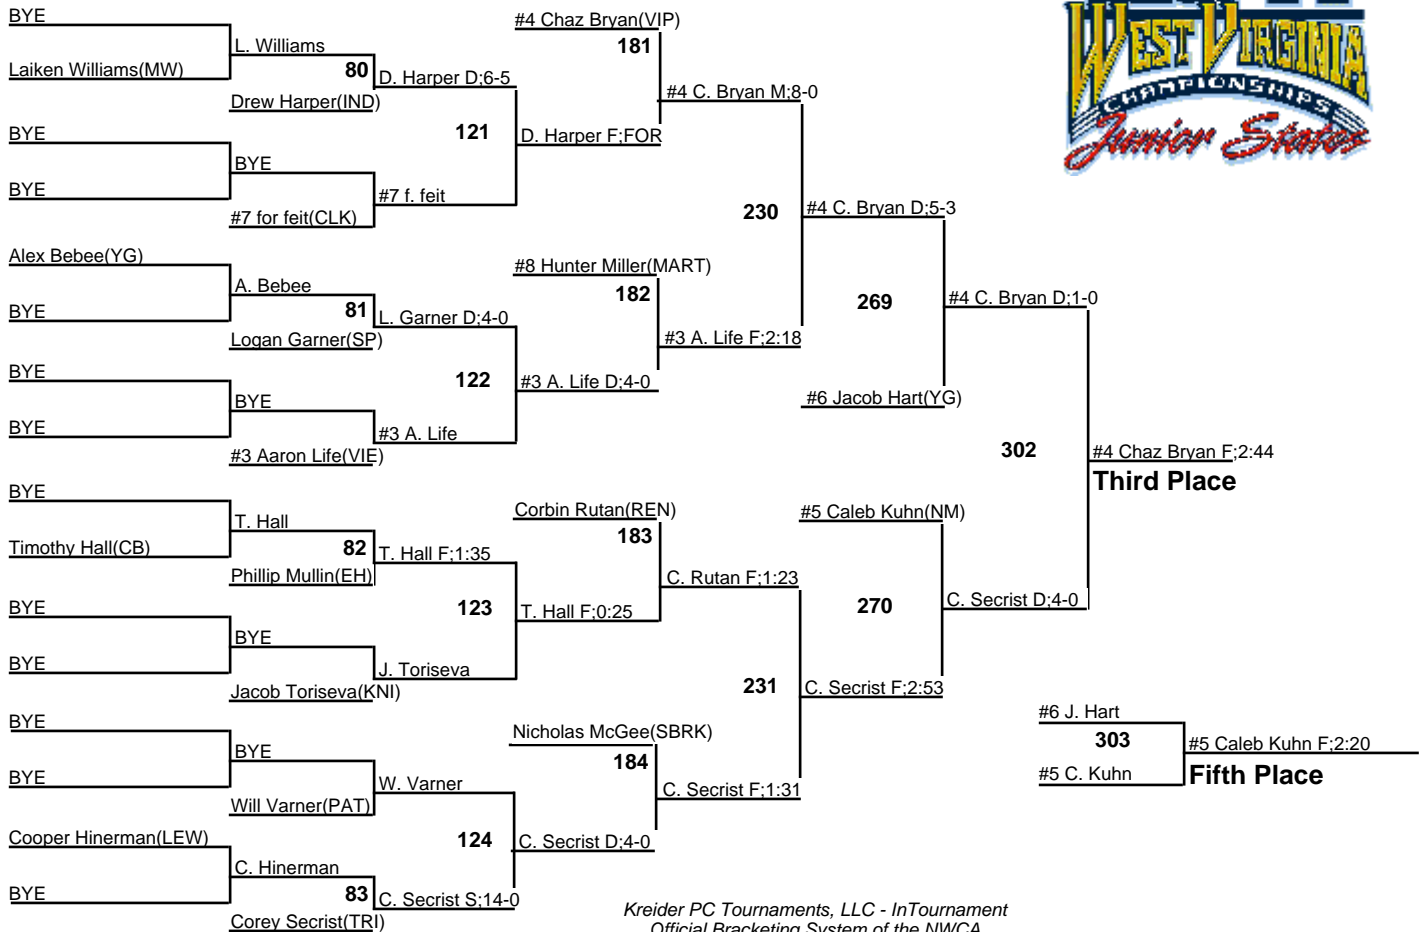 BYE
L. Williams
Laiken Williams(MW)
80
D. Harper D;6-5
Drew Harper(IND)
121
BYE
BYE
BYE
#7 f. feit
#7 for feit(CLK)
D. Harper F;FOR
#4 Chaz Bryan(VIP)
181
#4 C. Bryan M;8-0
Alex Bebee(YG)
A. Bebee
BYE
81
L. Garner D;4-0
Logan Garner(SP)
122
BYE
BYE
BYE
#3 A. Life
#3 Aaron Life(VIE)
#3 A. Life D;4-0
#8 Hunter Miller(MART)
182
#3 A. Life F;2:18
230
#4 C. Bryan D;5-3
269
#4 C. Bryan D;1-0
#6 Jacob Hart(YG)
302
#4 Chaz Bryan F;2:44
Third Place
BYE
T. Hall
Timothy Hall(CB)
82
T. Hall F;1:35
Phillip Mullin(EH)
123
BYE
BYE
BYE
J. Toriseva
Jacob Toriseva(KNI)
T. Hall F;0:25
Corbin Rutan(REN)
183
C. Rutan F;1:23
#5 Caleb Kuhn(NM)
270
C. Secrist D;4-0
231
C. Secrist F;2:53
BYE
BYE
BYE
W. Varner
Will Varner(PAT)
124
Cooper Hinerman(LEW)
C. Hinerman
BYE
83
C. Secrist S;14-0
Corey Secrist(TRI)
C. Secrist D;4-0
Nicholas McGee(SBRK)
184
C. Secrist F;1:31
#6 J. Hart
303
#5 Caleb Kuhn F;2:20
#5 C. Kuhn
Fifth Place
WEST VIRGINIA
CHAMPIONSHIPS
Junior States
Kreider PC Tournaments, LLC - InTournament
Official Bracketing System of the NWCA